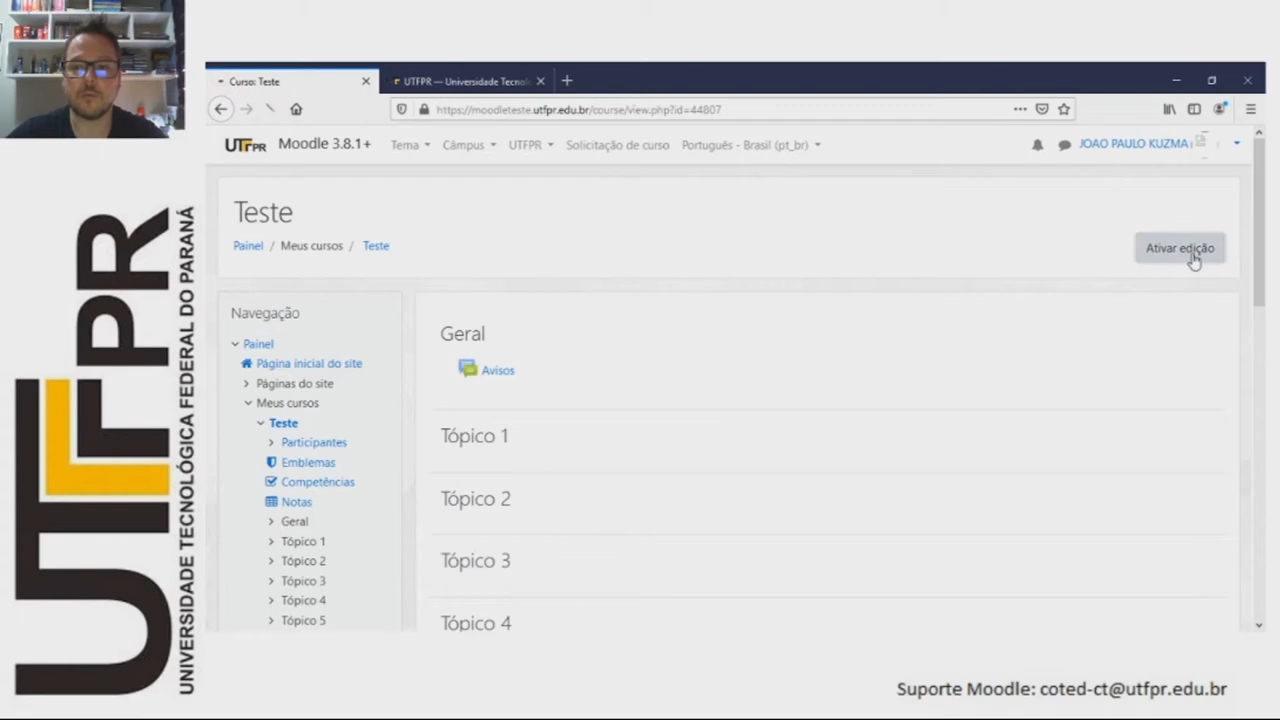 Curso: Teste
UTFPR — Universidade Tecnol
https://moodleteste.utfpr.edu.br/course/view.php?id=44807
UTFPR Moodle 3.8.1+ Tema Câmpus UTFPR Solicitação de curso Português - Brasil (pt_br) JOAO PAULO KUZMA
Teste
Painel / Meus cursos / Teste
Ativar edição
Navegação
Painel
Página inicial do site
Páginas do site
Meus cursos
Teste
Participantes
Emblemas
Competências
Notas
Geral
Tópico 1
Tópico 2
Tópico 3
Tópico 4
Tópico 5
Geral
Avisos
Tópico 1
Tópico 2
Tópico 3
Tópico 4
UTFPR
UNIVERSIDADE TECNOLÓGICA FEDERAL DO PARANÁ
Suporte Moodle: coted-ct@utfpr.edu.br